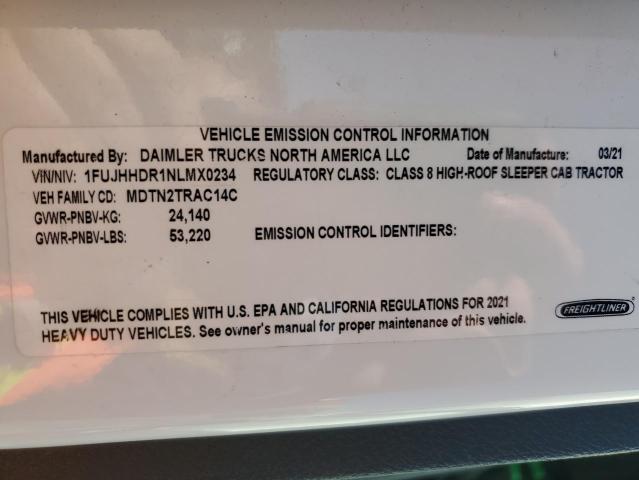 VEHICLE EMISSION CONTROL INFORMATION
Manufactured By: DAIMLER TRUCKS NORTH AMERICA LLC Date of Manufacture: 03/21
VIN/NIV: 1FUJHHDR1NLMX0234 REGULATORY CLASS: CLASS 8 HIGH-ROOF SLEEPER CAB TRACTOR
VEH FAMILY CD: MDTN2TRAC14C
GVWR-PNBV-KG: 24,140
GVWR-PNBV-LBS: 53,220 EMISSION CONTROL IDENTIFIERS:
THIS VEHICLE COMPLIES WITH U.S. EPA AND CALIFORNIA REGULATIONS FOR 2021
HEAVY DUTY VEHICLES. See owner's manual for proper maintenance of this vehicle.
FREIGHTLINER